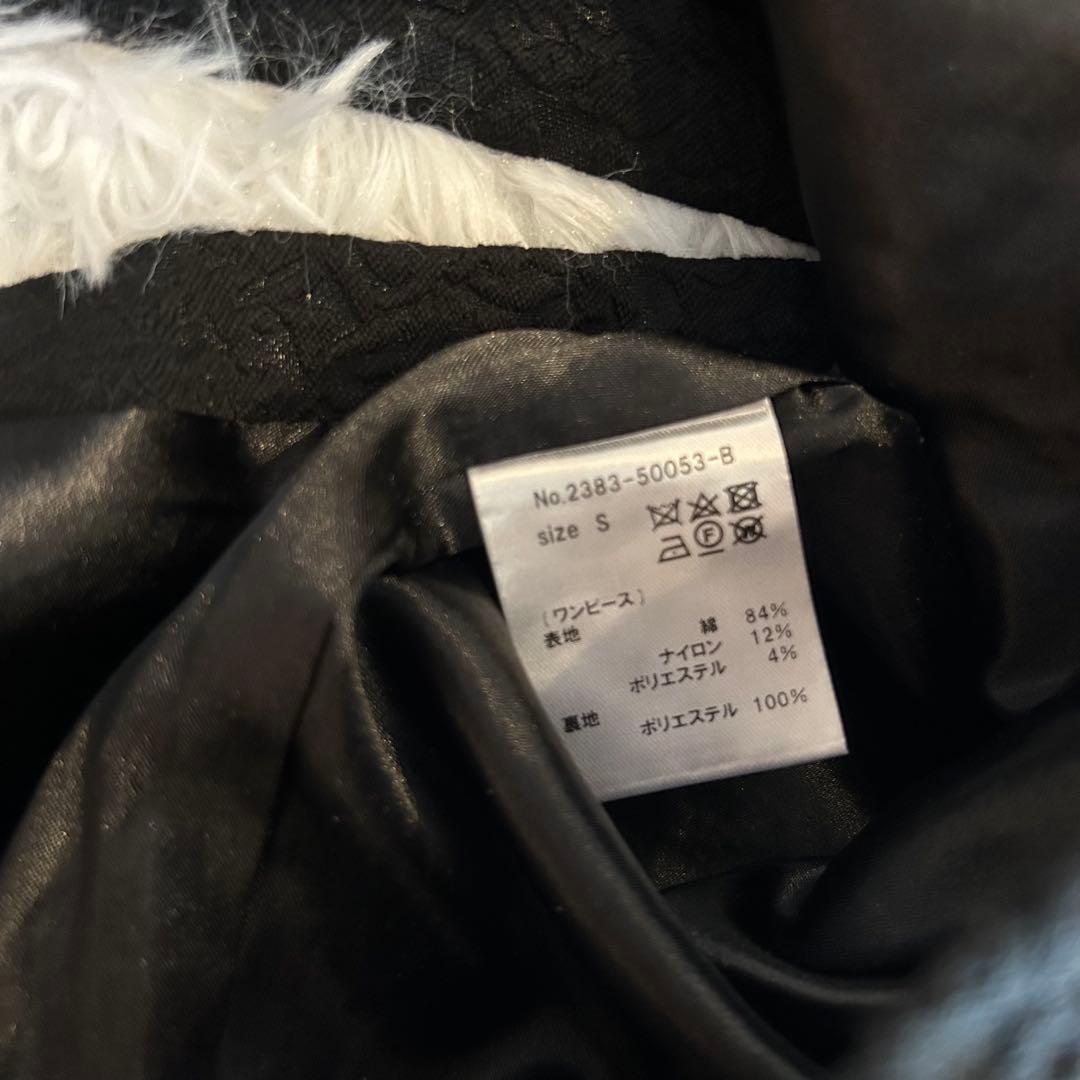 No.2383-50053-B
size S
(ワンピース)
表地 綿 84%
ナイロン 12%
ポリエステル 4%
裏地 ポリエステル 100%